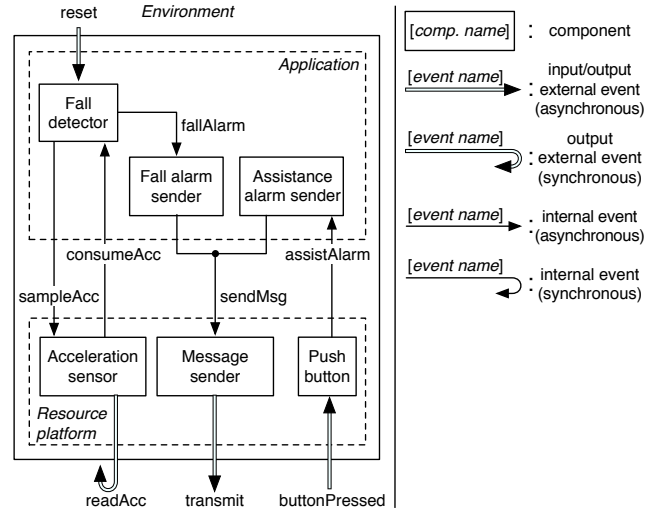 reset
Environment
Application
Fall
detector
fallAlarm
Fall alarm
sender
Assistance
alarm sender
consumeAcc
assistAlarm
sampleAcc
sendMsg
Acceleration
sensor
Message
sender
Push
button
Resource
platform
readAcc
transmit
buttonPressed
[comp. name]
: component
[event name]
: input/output
external event
(asynchronous)
[event name]
: output
external event
(synchronous)
[event name]
: internal event
(asynchronous)
[event name]
: internal event
(synchronous)